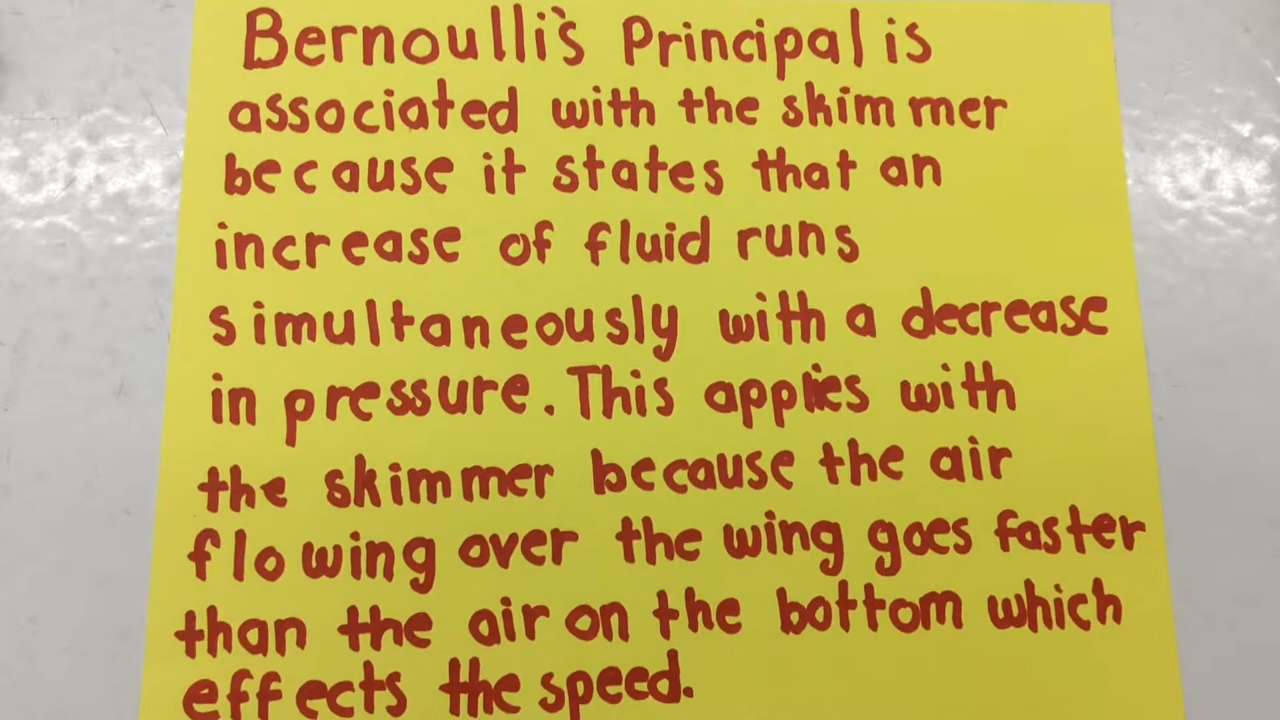 Bernoulli's Principal is
associated with the skimmer
because it states that an
increase of fluid runs
simultaneously with a decrease
in pressure. This applies with
the skimmer because the air
flowing over the wing goes faster
than the air on the bottom which
effects the speed.